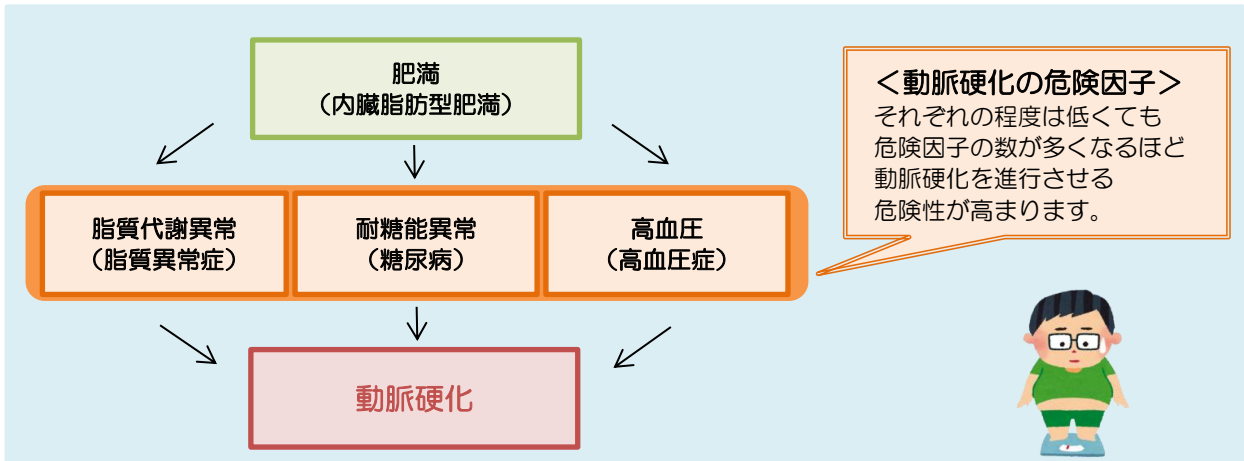 肥満
（内臓脂肪型肥満）
＜動脈硬化の危険因子＞
それぞれの程度は低くても
危険因子の数が多くなるほど
動脈硬化を進行させる
危険性が高まります。
脂質代謝異常
（脂質異常症）
耐糖能異常
（糖尿病）
高血圧
（高血圧症）
動脈硬化